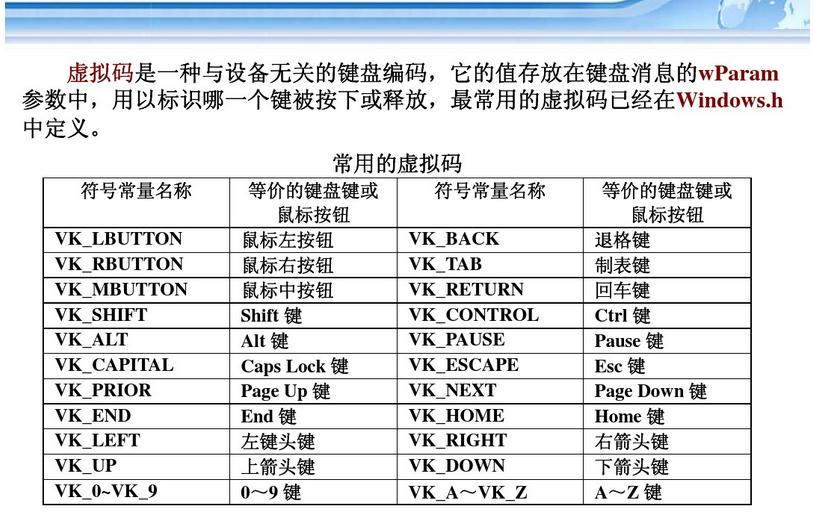 虚拟码是一种与设备无关的键盘编码，它的值存放在键盘消息的wParam
参数中，用以标识哪一个键被按下或释放，最常用的虚拟码已经在Windows.h
中定义。
常用的虚拟码
符号常量名称 等价的键盘键或鼠标按钮 符号常量名称 等价的键盘键或鼠标按钮
VK_LBUTTON 鼠标左按钮 VK_BACK 退格键
VK_RBUTTON 鼠标右按钮 VK_TAB 制表键
VK_MBUTTON 鼠标中按钮 VK_RETURN 回车键
VK_SHIFT Shift 键 VK_CONTROL Ctrl 键
VK_ALT Alt 键 VK_PAUSE Pause 键
VK_CAPITAL Caps Lock 键 VK_ESCAPE Esc 键
VK_PRIOR Page Up 键 VK_NEXT Page Down 键
VK_END End 键 VK_HOME Home 键
VK_LEFT 左键头键 VK_RIGHT 右箭头键
VK_UP 上箭头键 VK_DOWN 下箭头键
VK_0~VK_9 0～9 键 VK_A～VK_Z A～Z 键